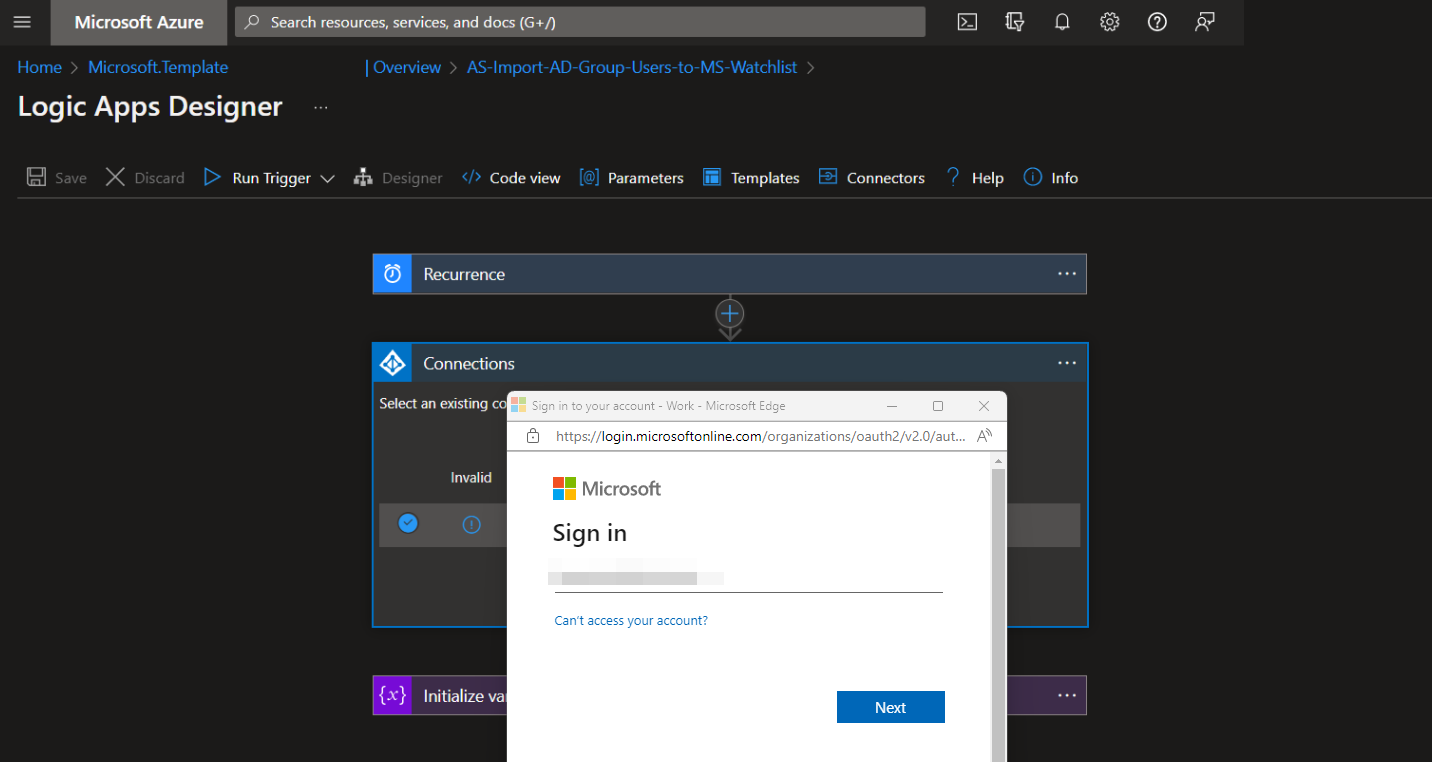 Microsoft Azure
Search resources, services, and docs (G+/)
Home > Microsoft.Template | Overview > AS-Import-AD-Group-Users-to-MS-Watchlist >
Logic Apps Designer ...
Save Discard Run Trigger Designer </> Code view [@] Parameters Templates Connectors ? Help Info
Recurrence ...
Connections ...
Select an existing co
Sign in to your account - Work - Microsoft Edge
https://login.microsoftonline.com/organizations/oauth2/v2.0/aut...
Invalid
Microsoft
Sign in
Can't access your account?
{x} Initialize va ...
Next